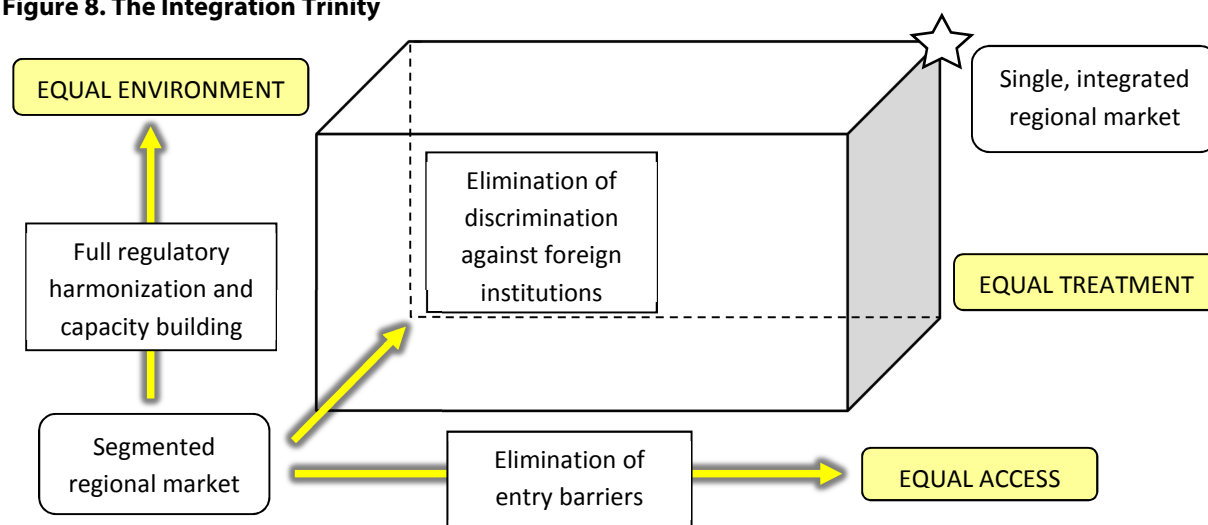 Figure 8. The Integration Trinity
EQUAL ENVIRONMENT
Single, integrated
regional market
Elimination of
discrimination
against foreign
institutions
Full regulatory
harmonization and
capacity building
EQUAL TREATMENT
Segmented
regional market
Elimination of
entry barriers
EQUAL ACCESS